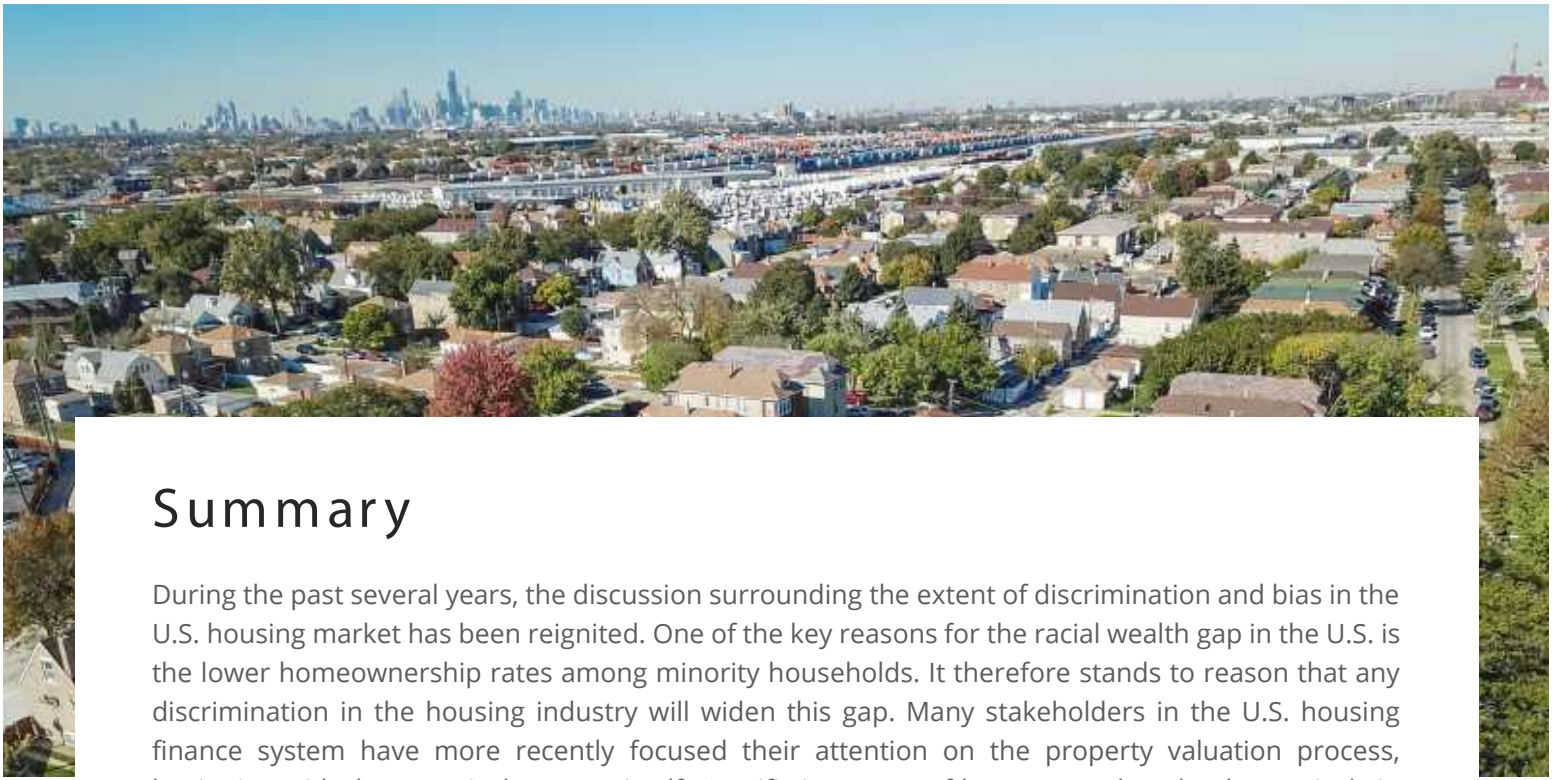 Summary
During the past several years, the discussion surrounding the extent of discrimination and bias in the
U.S. housing market has been reignited. One of the key reasons for the racial wealth gap in the U.S. is
the lower homeownership rates among minority households. It therefore stands to reason that any
discrimination in the housing industry will widen this gap. Many stakeholders in the U.S. housing
finance system have more recently focused their attention on the property valuation process,